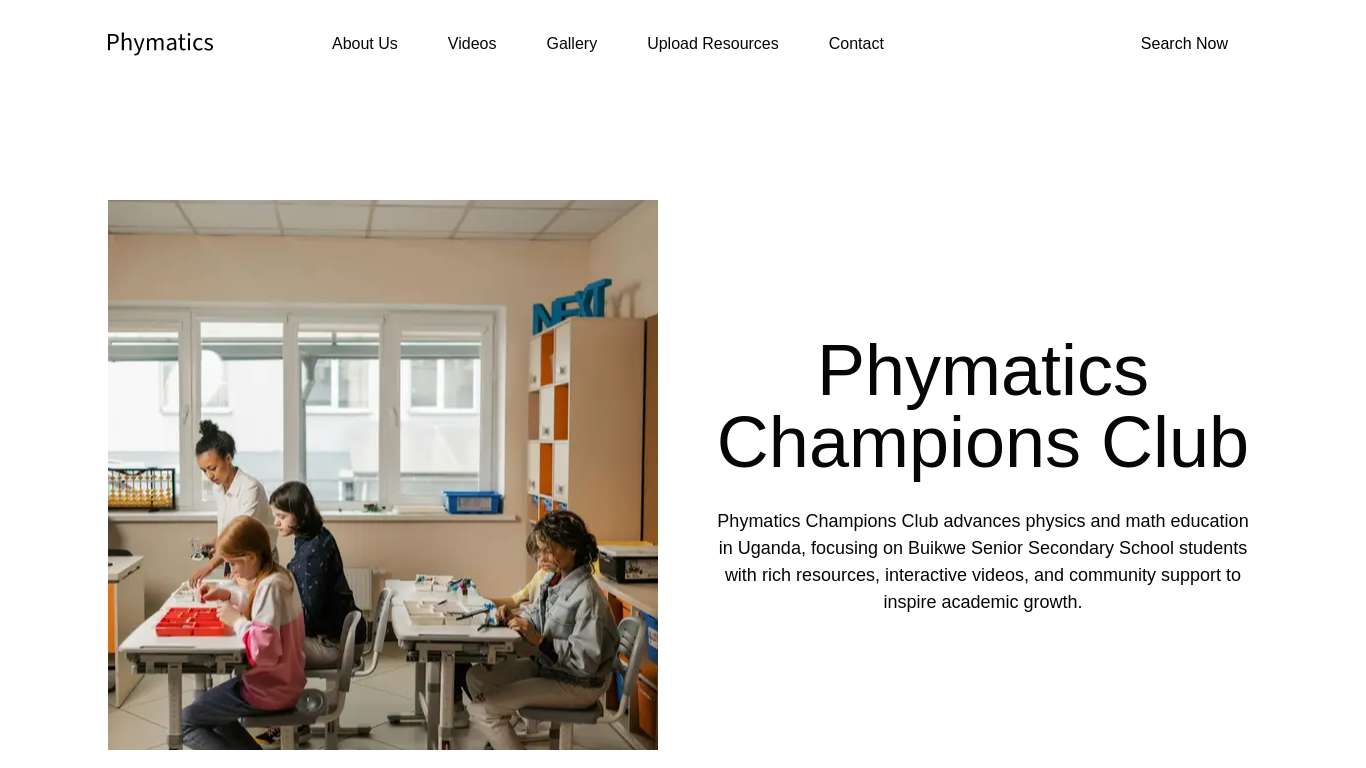 Phymatics
About Us
Videos
Gallery
Upload Resources
Contact
Search Now
NEXT
Phymatics
Champions Club
Phymatics Champions Club advances physics and math education
in Uganda, focusing on Buikwe Senior Secondary School students
with rich resources, interactive videos, and community support to
inspire academic growth.